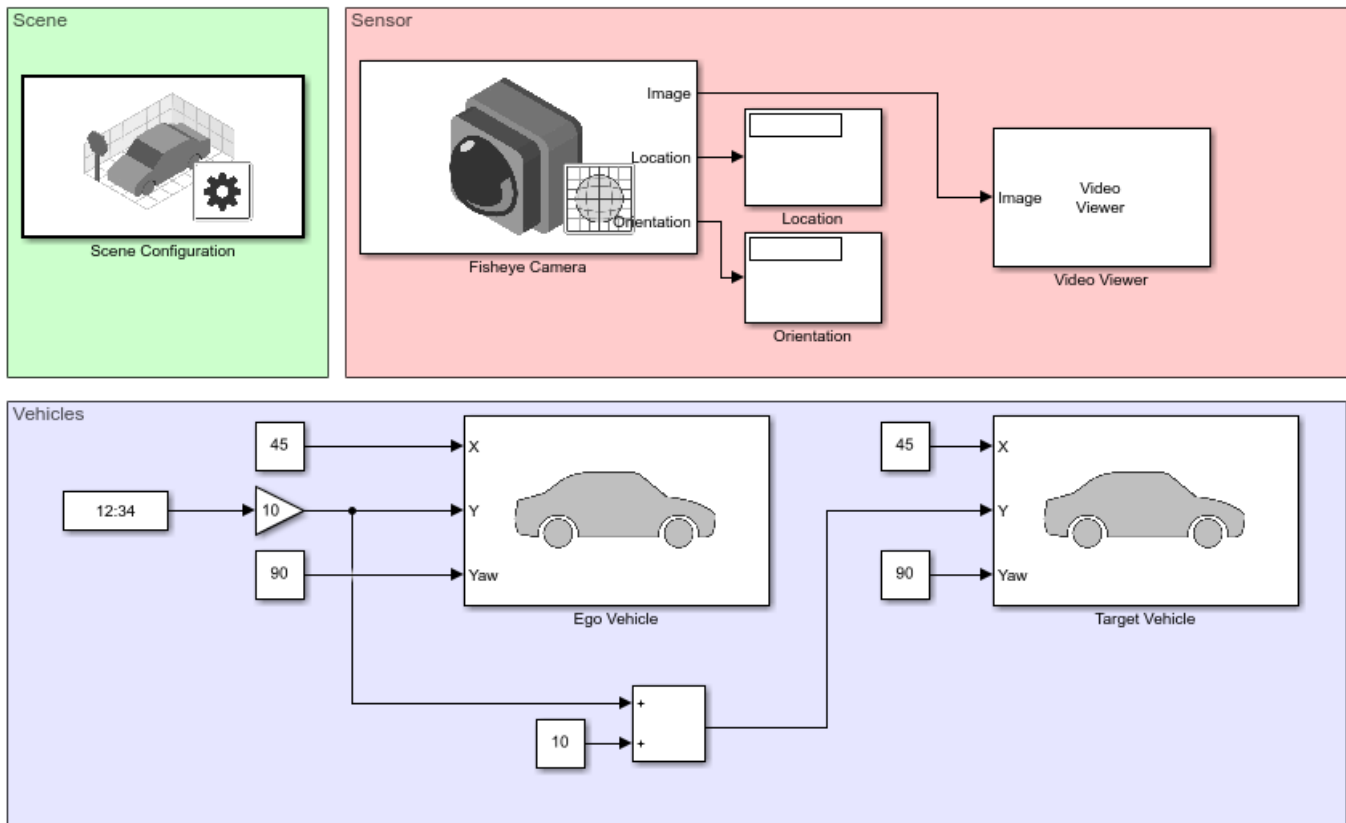 Scene
Scene Configuration
Sensor
Image
Location
Orientation
Fisheye Camera
Location
Orientation
Image
Video
Viewer
Video Viewer
Vehicles
12:34
10
45
90
X
Y
Yaw
Ego Vehicle
10
+
+
45
90
X
Y
Yaw
Target Vehicle